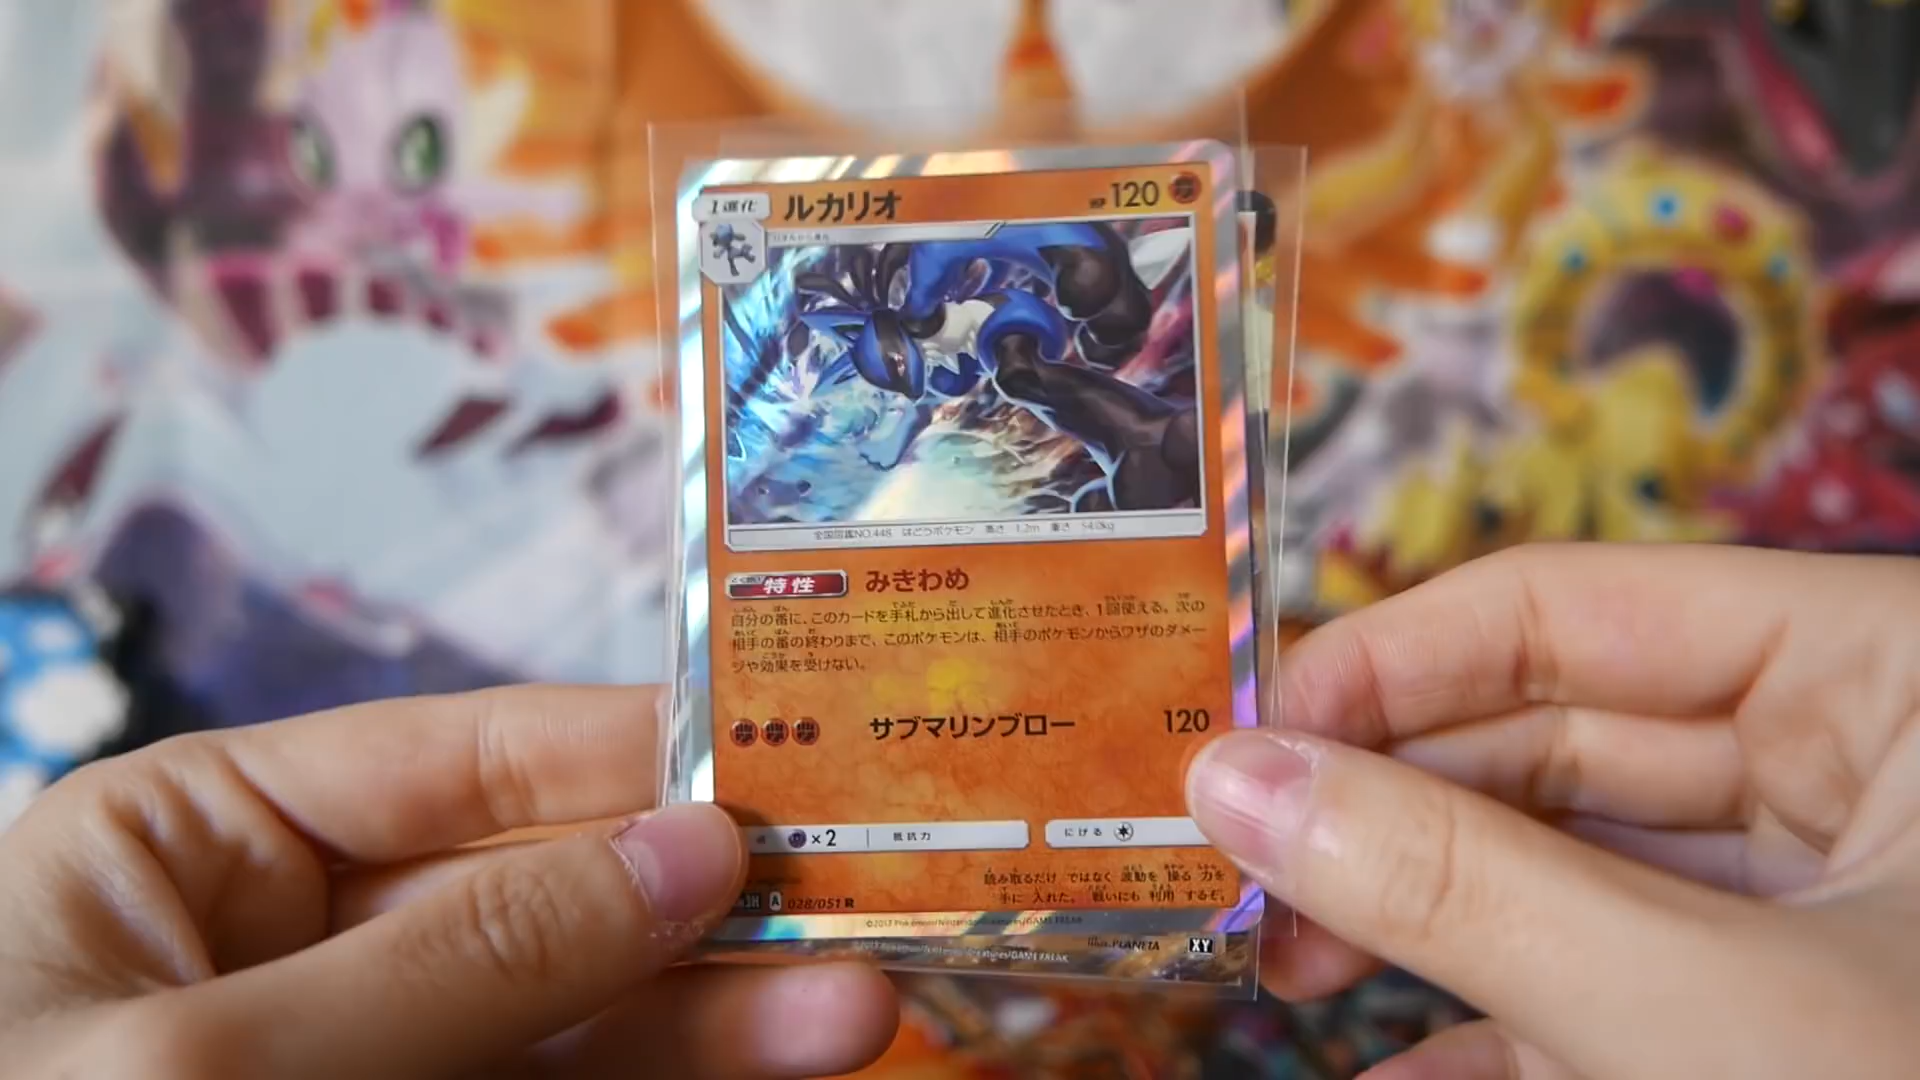 1進化
ルカリオ
HP 120
全国図鑑NO.448 はどうポケモン 高さ 1.2m 重さ 54.0kg
特性 みきわめ
自分の番に、このカードを手札から出して進化させたとき、1回使える。次の
相手の番の終わりまで、このポケモンは、相手のポケモンからワザのダメー
ジや効果を受けない。
サブマリンブロー 120
×2 抵抗力 にげる
読み取るだけ ではなく 波動を 操る 力を
手に 入れた。 戦いにも 利用 するぞ。
A 028/051 R
©2017 Pokémon/Nintendo/Creatures/GAME FREAK
Illus. PLANETA XY